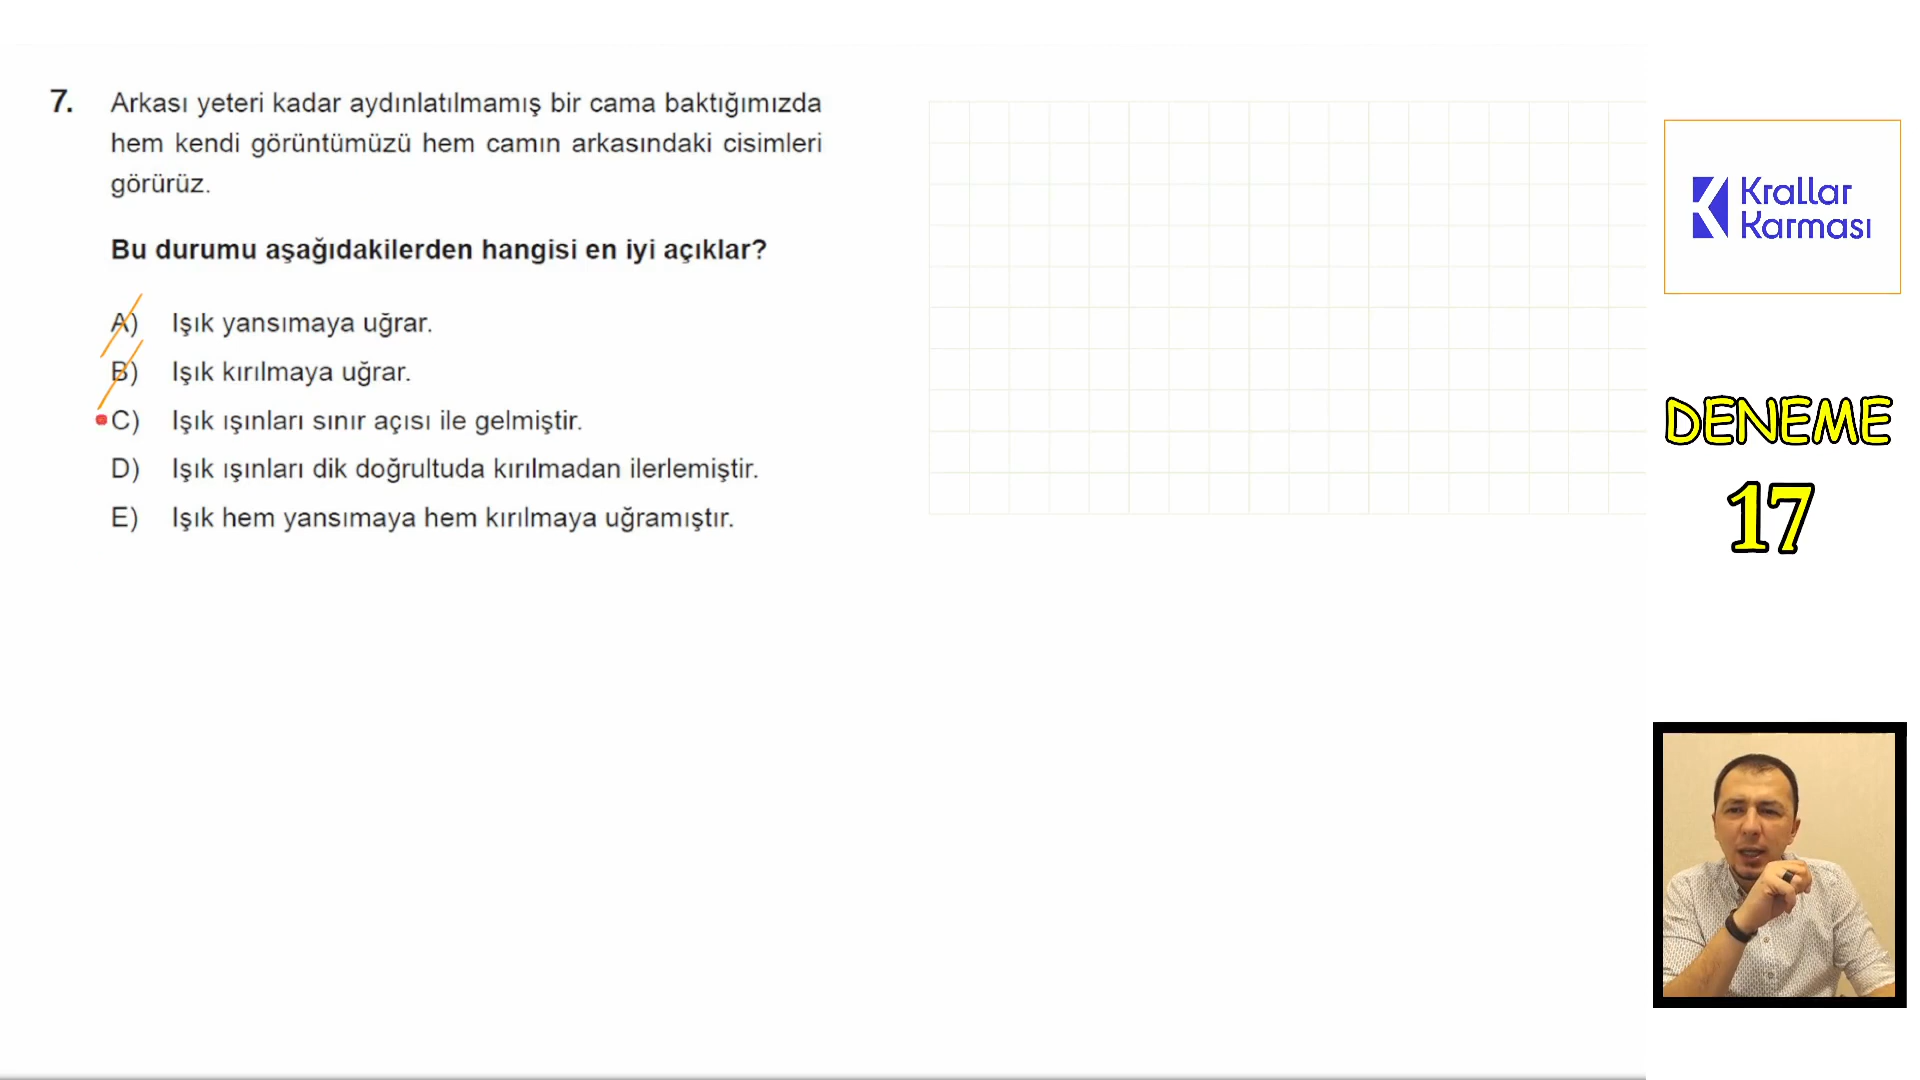 7. Arkası yeteri kadar aydınlatılmamış bir cama baktığımızda
hem kendi görüntümüzü hem camın arkasındaki cisimleri
görürüz.
Bu durumu aşağıdakilerden hangisi en iyi açıklar?
A) Işık yansımaya uğrar.
B) Işık kırılmaya uğrar.
C) Işık ışınları sınır açısı ile gelmiştir.
D) Işık ışınları dik doğrultuda kırılmadan ilerlemiştir.
E) Işık hem yansımaya hem kırılmaya uğramıştır.
Krallar
Karması
DENEME
17